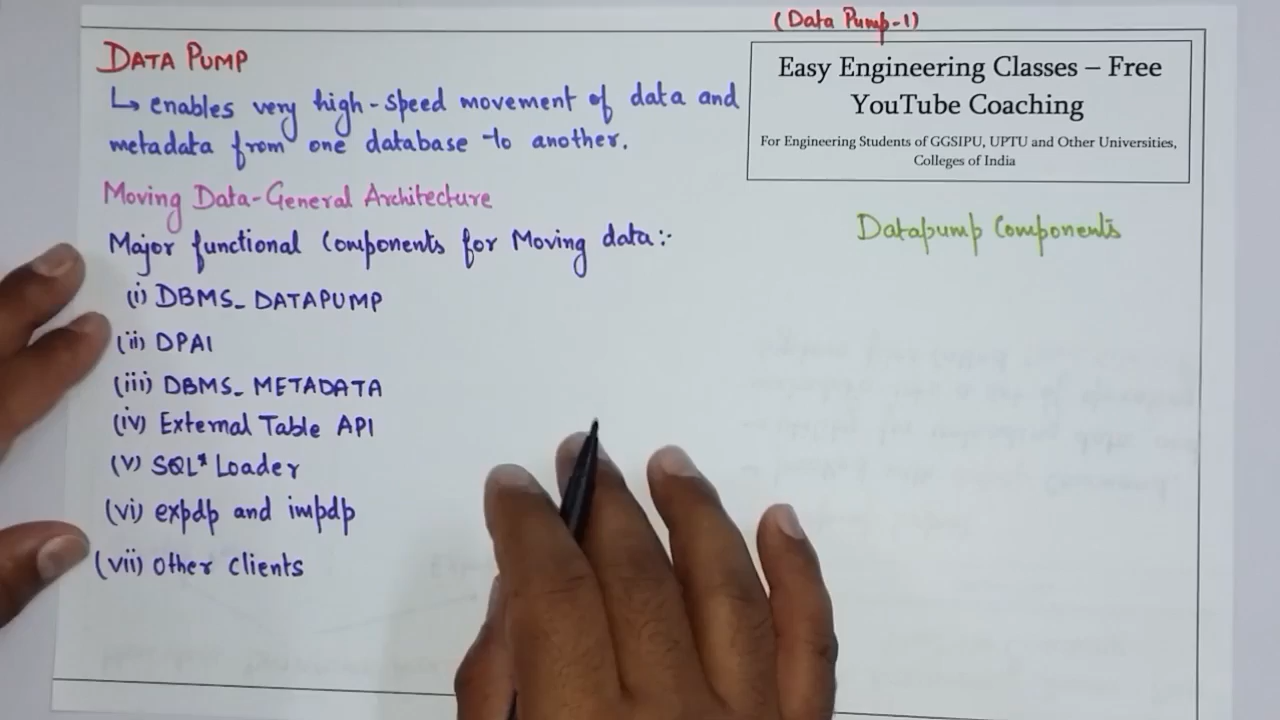 (Data Pump-1)
DATA PUMP
↳ enables very high-speed movement of data and
metadata from one database to another.
Moving Data-General Architecture
Major functional Components for Moving data:-
(i) DBMS_DATAPUMP
(ii) DPAI
(iii) DBMS_METADATA
(iv) External Table API
(v) SQL* Loader
(vi) expdp and impdp
(vii) other clients
Easy Engineering Classes – Free
YouTube Coaching
For Engineering Students of GGSIPU, UPTU and Other Universities,
Colleges of India
Datapump Components